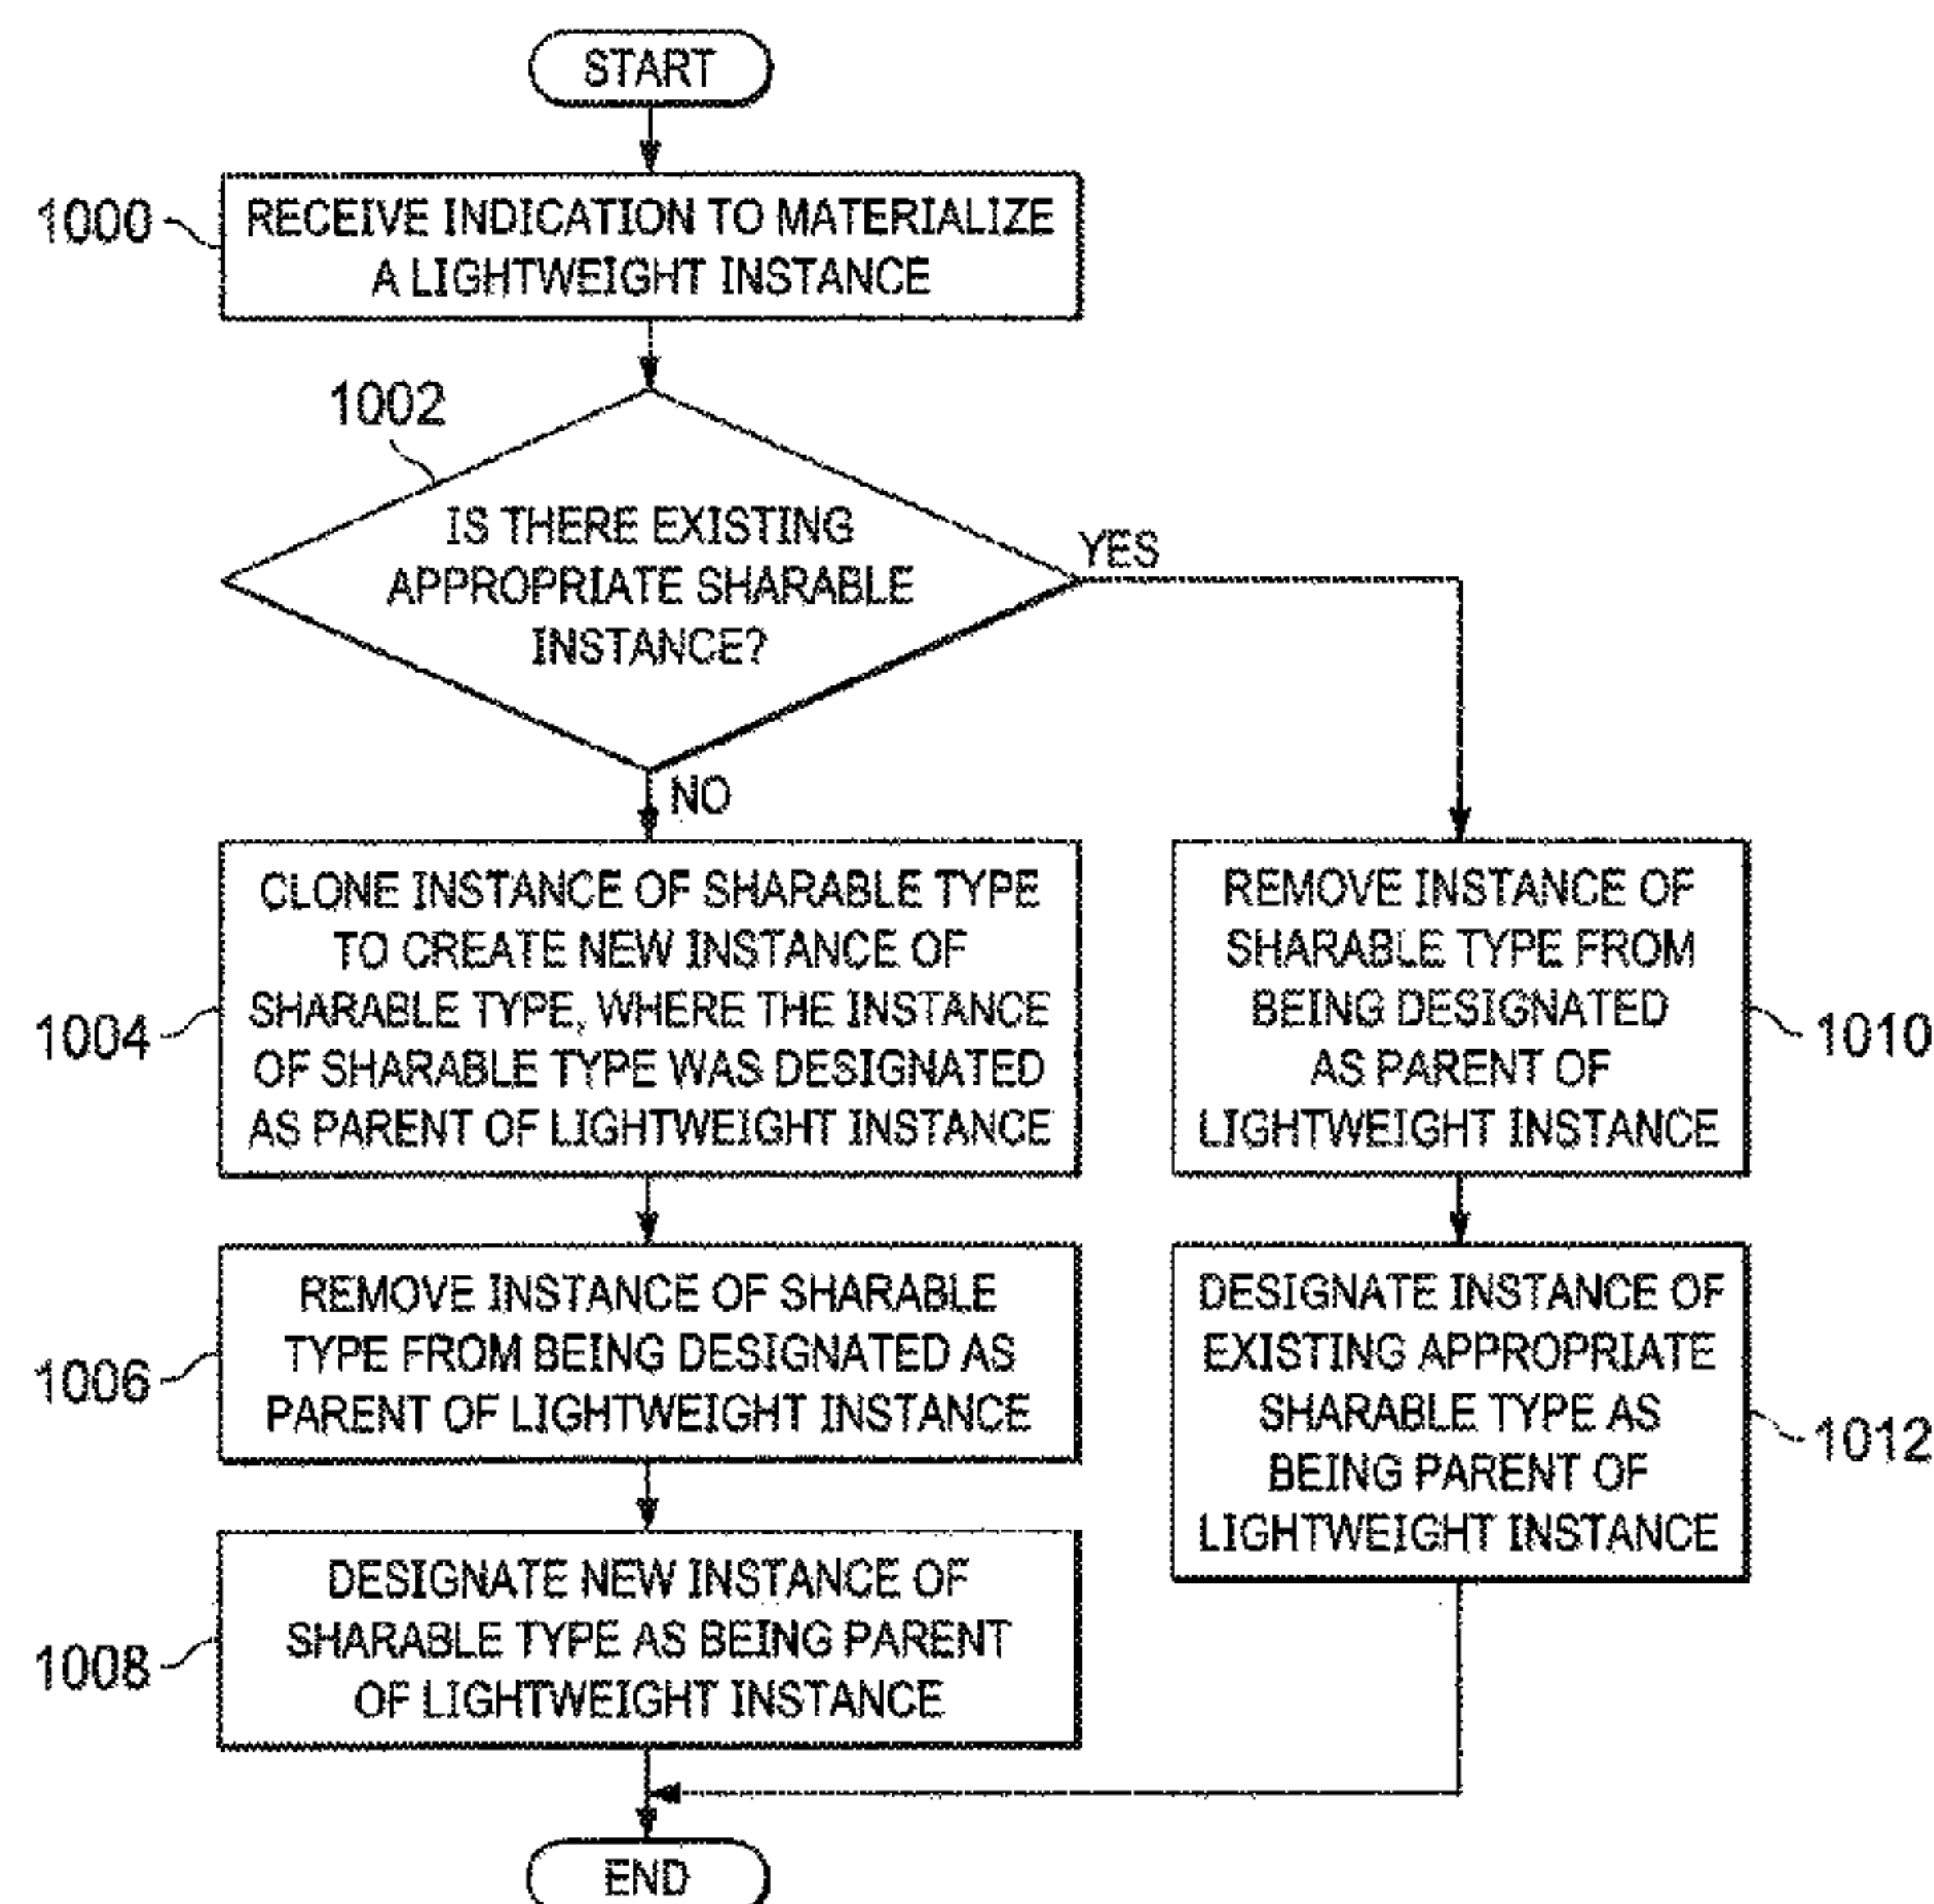 START
1000
RECEIVE INDICATION TO MATERIALIZE
A LIGHTWEIGHT INSTANCE
1002
IS THERE EXISTING
APPROPRIATE SHARABLE
INSTANCE?
YES
NO
1004
CLONE INSTANCE OF SHARABLE TYPE
TO CREATE NEW INSTANCE OF
SHARABLE TYPE, WHERE THE INSTANCE
OF SHARABLE TYPE WAS DESIGNATED
AS PARENT OF LIGHTWEIGHT INSTANCE
REMOVE INSTANCE OF
SHARABLE TYPE FROM
BEING DESIGNATED
AS PARENT OF
LIGHTWEIGHT INSTANCE
1010
1006
REMOVE INSTANCE OF SHARABLE
TYPE FROM BEING DESIGNATED AS
PARENT OF LIGHTWEIGHT INSTANCE
DESIGNATE INSTANCE OF
EXISTING APPROPRIATE
SHARABLE TYPE AS
BEING PARENT OF
LIGHTWEIGHT INSTANCE
1012
1008
DESIGNATE NEW INSTANCE OF
SHARABLE TYPE AS BEING PARENT
OF LIGHTWEIGHT INSTANCE
END